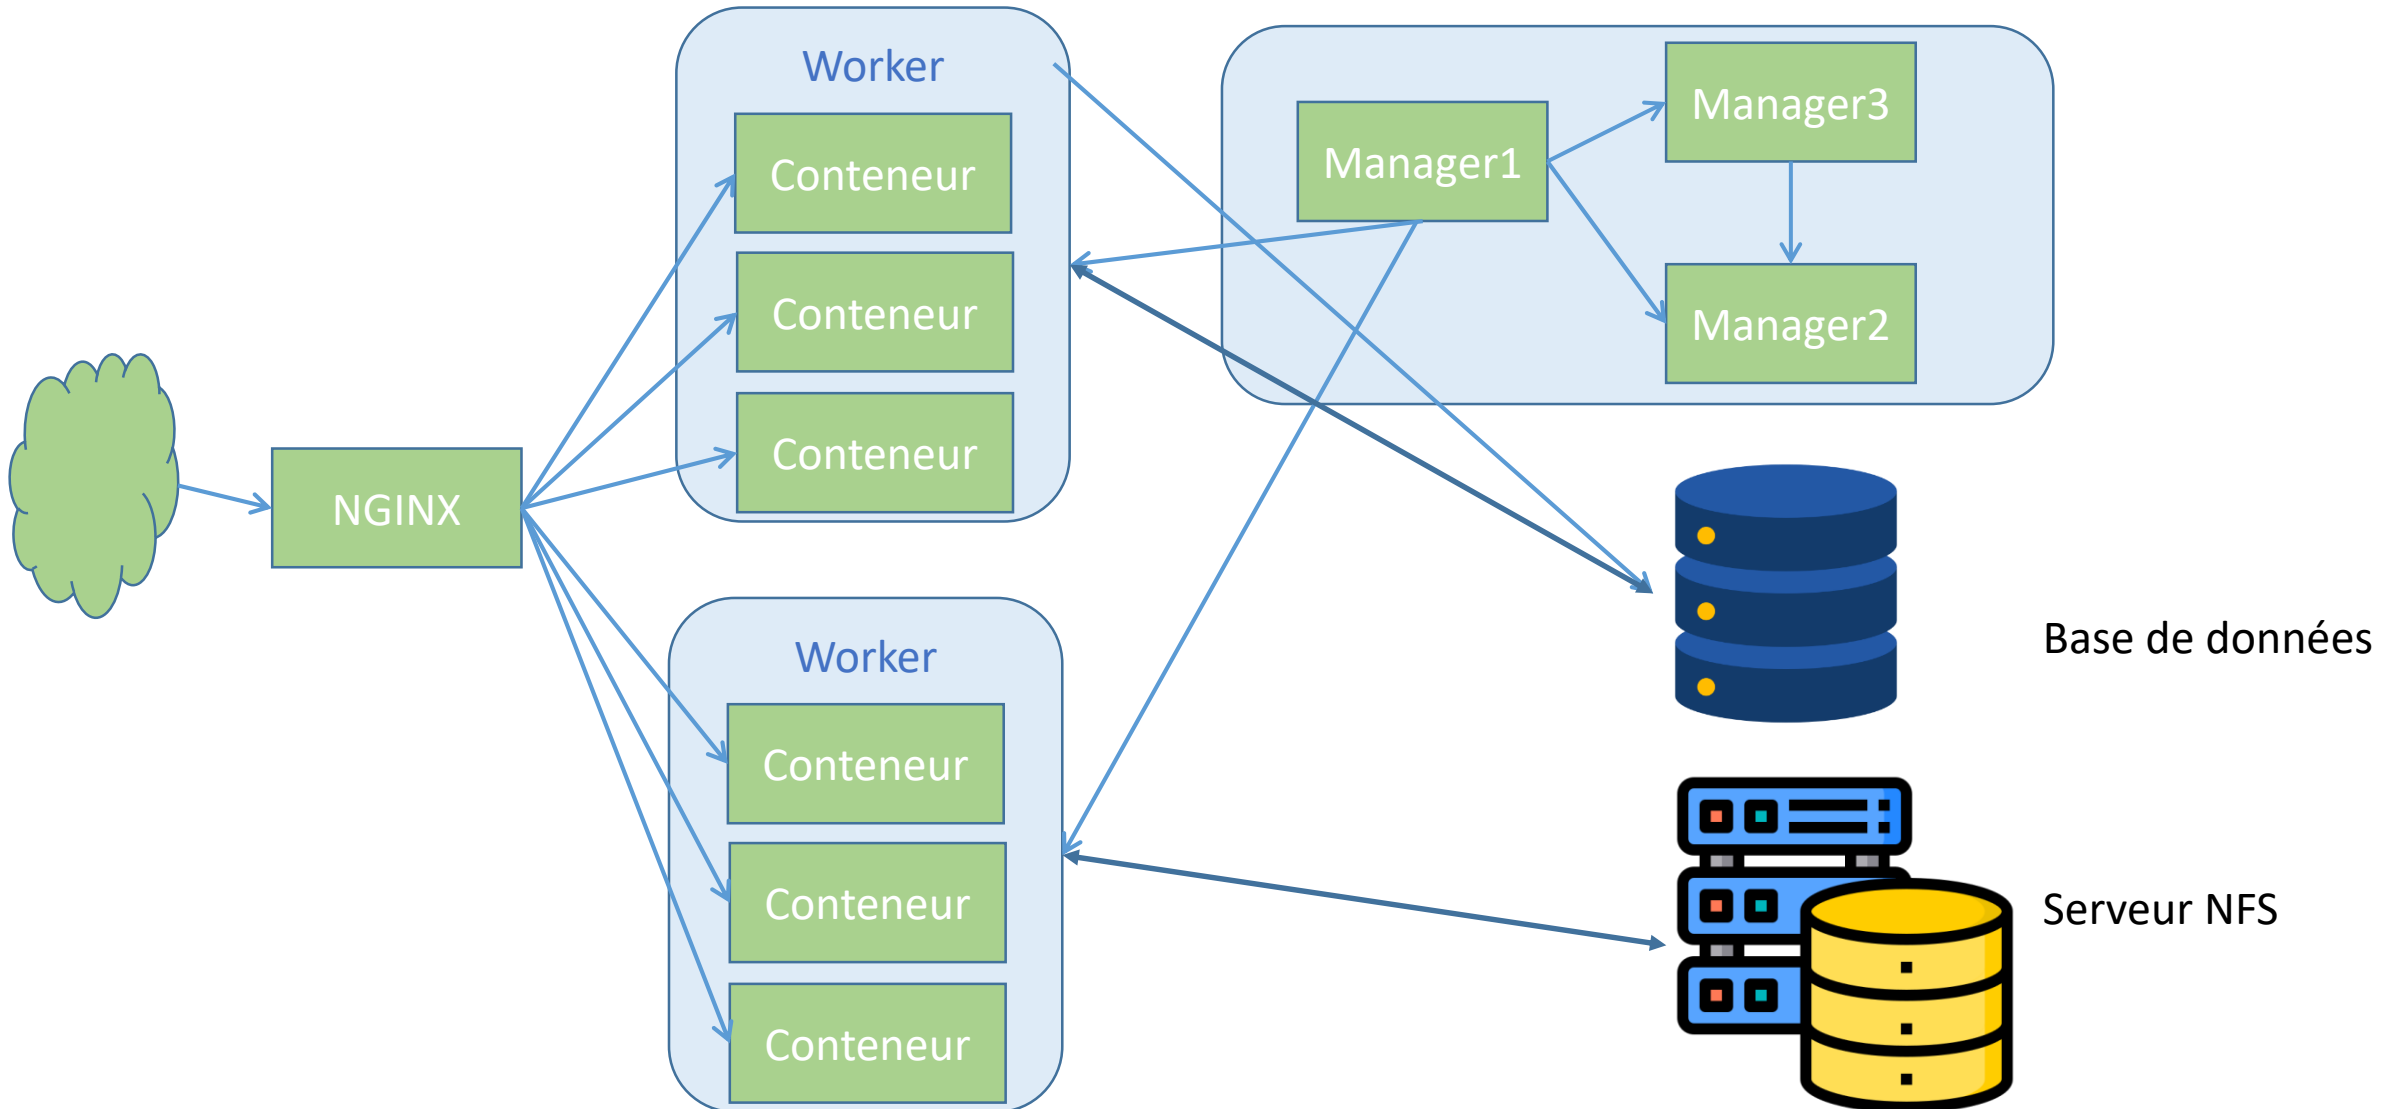 Worker
Conteneur
Conteneur
Conteneur
Manager1
Manager3
Manager2
NGINX
Worker
Conteneur
Conteneur
Conteneur
Base de données
Serveur NFS